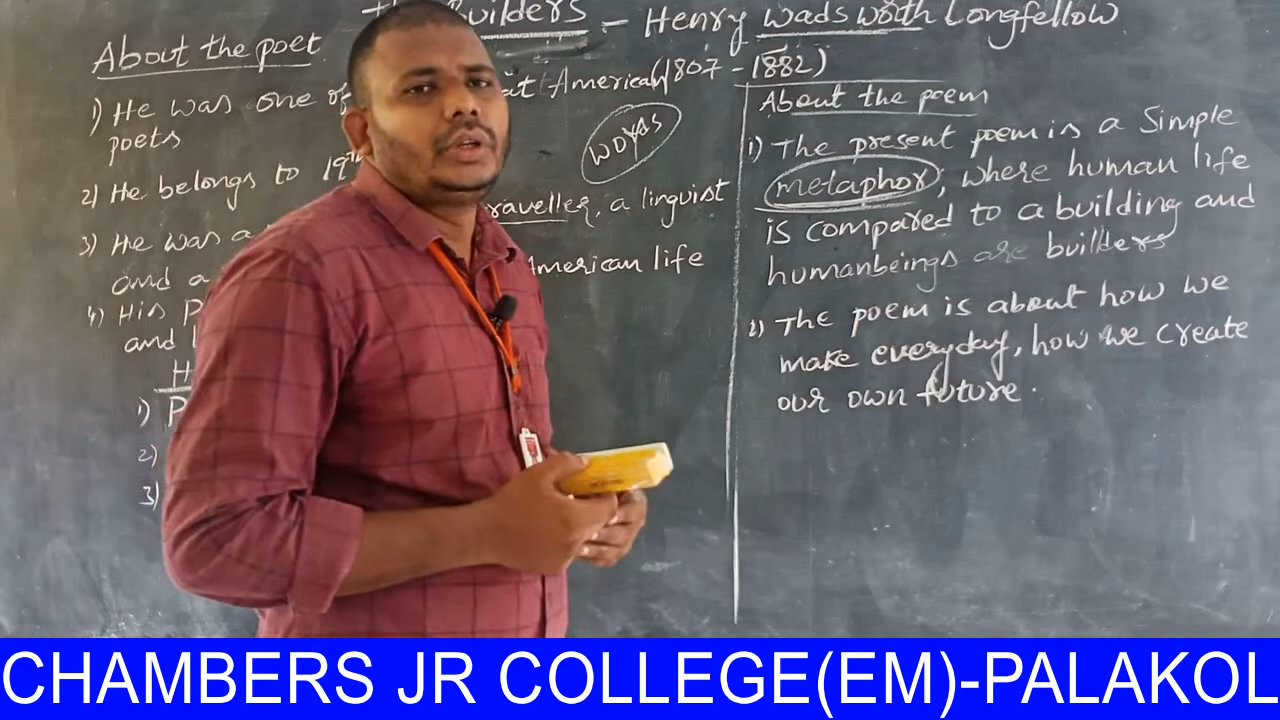 Builders - Henry Wadsworth Longfellow
(1807 - 1882)
About the poet
1) He was one of American
poets
2) He belongs to 19th
3) He was a traveller, a linguist
and a American life
4) His P
and
H
1) P
2)
3)
words
About the poem
1) The present poem is a Simple
metaphor, where human life
is compared to a building and
humanbeings are builders
2) The poem is about how we
make everyday, how we create
our own future.
CHAMBERS JR COLLEGE(EM)-PALAKOL